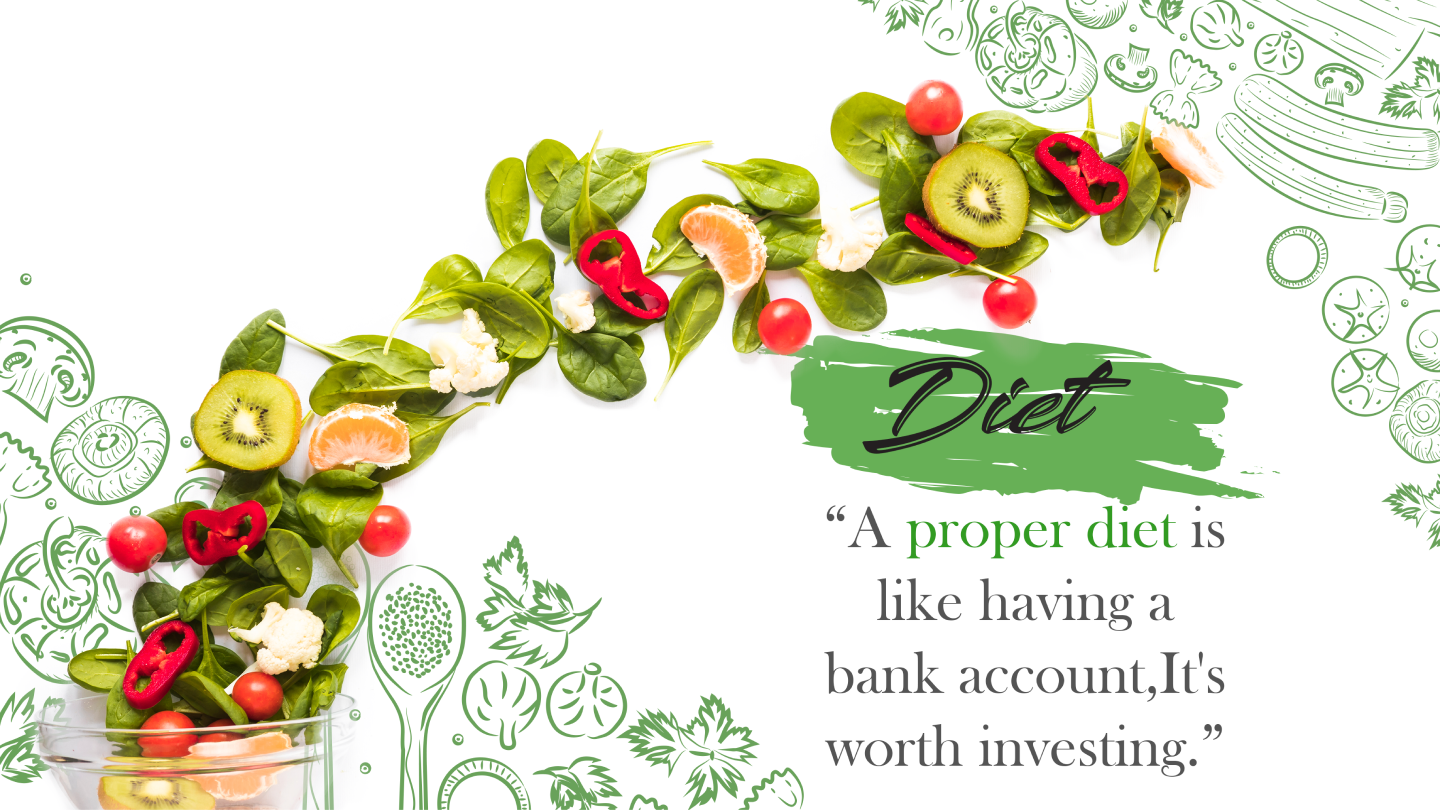 Diet
“A proper diet is
like having a
bank account,It's
worth investing.”